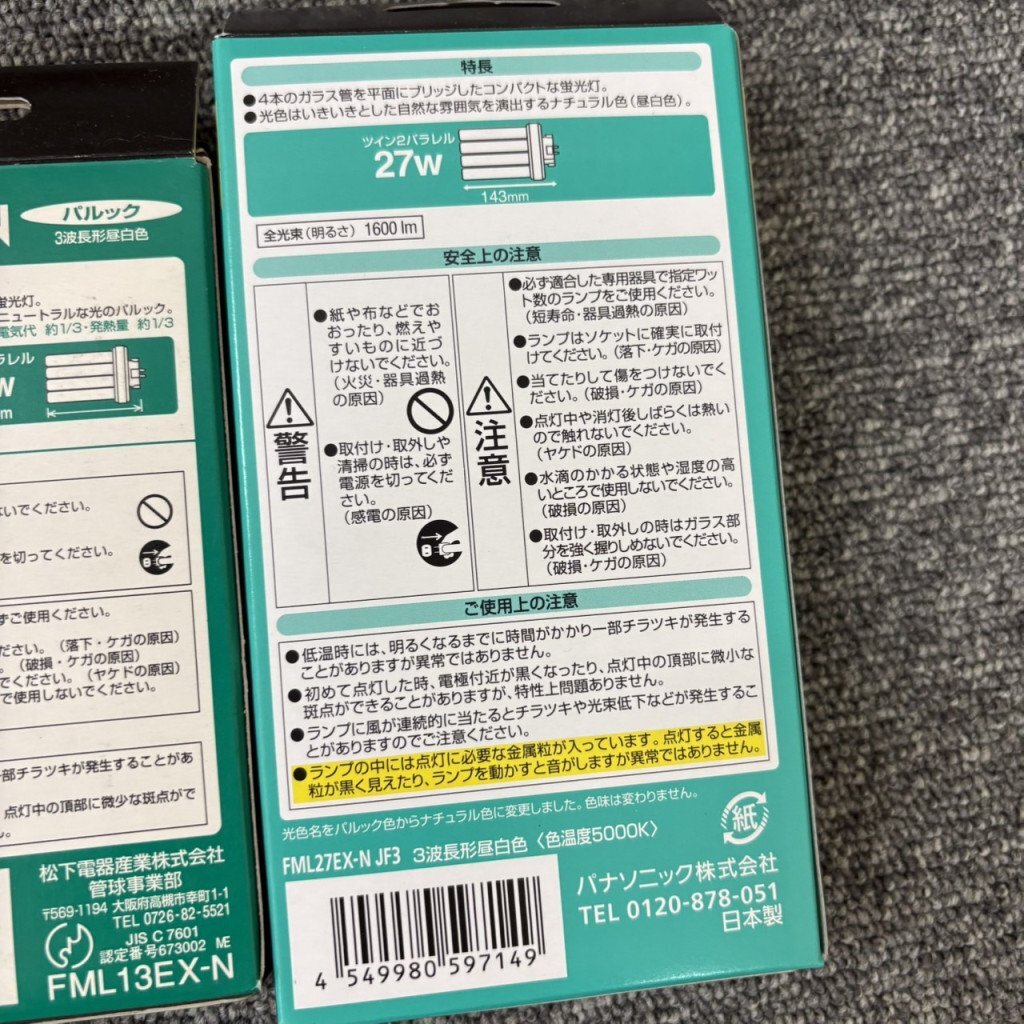 N
パルック
3波長形昼白色
蛍光灯。
ニュートラルな光のパルック。
電気代 約1/3・発熱量 約1/3
ラレル
W
m
ないでください。
を切ってください。
ずご使用ください。
ださい。(落下・ケガの原因)
。(破損・ケガの原因)
ださい。(ヤケドの原因)
で使用しないでください。
一部チラツキが発生することがあ
点灯中の頂部に微少な斑点がで
松下電器産業株式会社
管球事業部
〒569-1194 大阪府高槻市幸町1-1
TEL 0726-82-5521
JIS C 7601
認定番号673002 ME
FML13EX-N
特長
●4本のガラス管を平面にブリッジしたコンパクトな蛍光灯。
●光色はいきいきとした自然な雰囲気を演出するナチュラル色(昼白色)。
ツイン2パラレル
27W
143mm
全光束(明るさ) 1600 lm
安全上の注意
警告
●紙や布などでお
おったり、燃えや
すいものに近づ
けないでください。
(火災・器具過熱
の原因)
●取付け・取外しや
清掃の時は、必ず
電源を切ってくだ
さい。
(感電の原因)
注意
●必ず適合した専用器具で指定ワッ
ト数のランプをご使用ください。
(短寿命・器具過熱の原因)
●ランプはソケットに確実に取付
けてください。(落下・ケガの原因)
●当てたりして傷をつけないでく
ださい。(破損・ケガの原因)
●点灯中や消灯後しばらくは熱い
ので触れないでください。
(ヤケドの原因)
●水滴のかかる状態や湿度の高
いところで使用しないでください。
(破損の原因)
●取付け・取外しの時はガラス部
分を強く握りしめないでください。
(破損・ケガの原因)
ご使用上の注意
●低温時には、明るくなるまでに時間がかかり一部チラツキが発生する
ことがありますが異常ではありません。
●初めて点灯した時、電極付近が黒くなったり、点灯中の頂部に微小な
斑点ができることがありますが、特性上問題ありません。
●ランプに風が連続的に当たるとチラツキや光束低下などが発生するこ
とがありますのでご注意ください。
●ランプの中には点灯に必要な金属粒が入っています。点灯すると金属
粒が黒く見えたり、ランプを動かすと音がしますが異常ではありません。
光色名をパルック色からナチュラル色に変更しました。色味は変わりません。
紙
FML27EX-N JF3 3波長形昼白色〈色温度5000K〉
パナソニック株式会社
TEL 0120-878-051
日本製
4 549980 597149